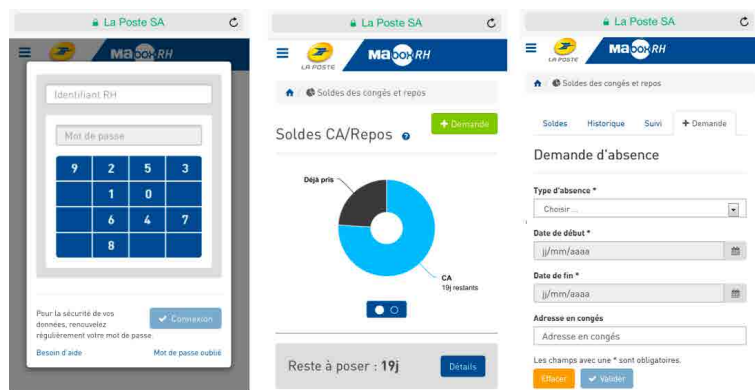 La Poste SA
MaboxRH
Identifiant RH
Mot de passe
9 2 5 3
1 0
6 4 7
8
Pour la sécurité de vos
données, renouvelez
régulièrement votre mot de passe
Connexion
Besoin d'aide
Mot de passe oublié
La Poste SA
LA POSTE
MaboxRH
Soldes des congés et repos
Soldes CA/Repos ?
+ Demande
Déjà pris
CA
19j restants
Reste à poser : 19j
Détails
La Poste SA
LA POSTE
MaboxRH
Soldes des congés et repos
Soldes
Historique
Suivi
+ Demande
Demande d'absence
Type d'absence *
Choisir ...
Date de début *
jj/mm/aaaa
Date de fin *
jj/mm/aaaa
Adresse en congés
Adresse en congés
Les champs avec une * sont obligatoires.
Effacer
Valider